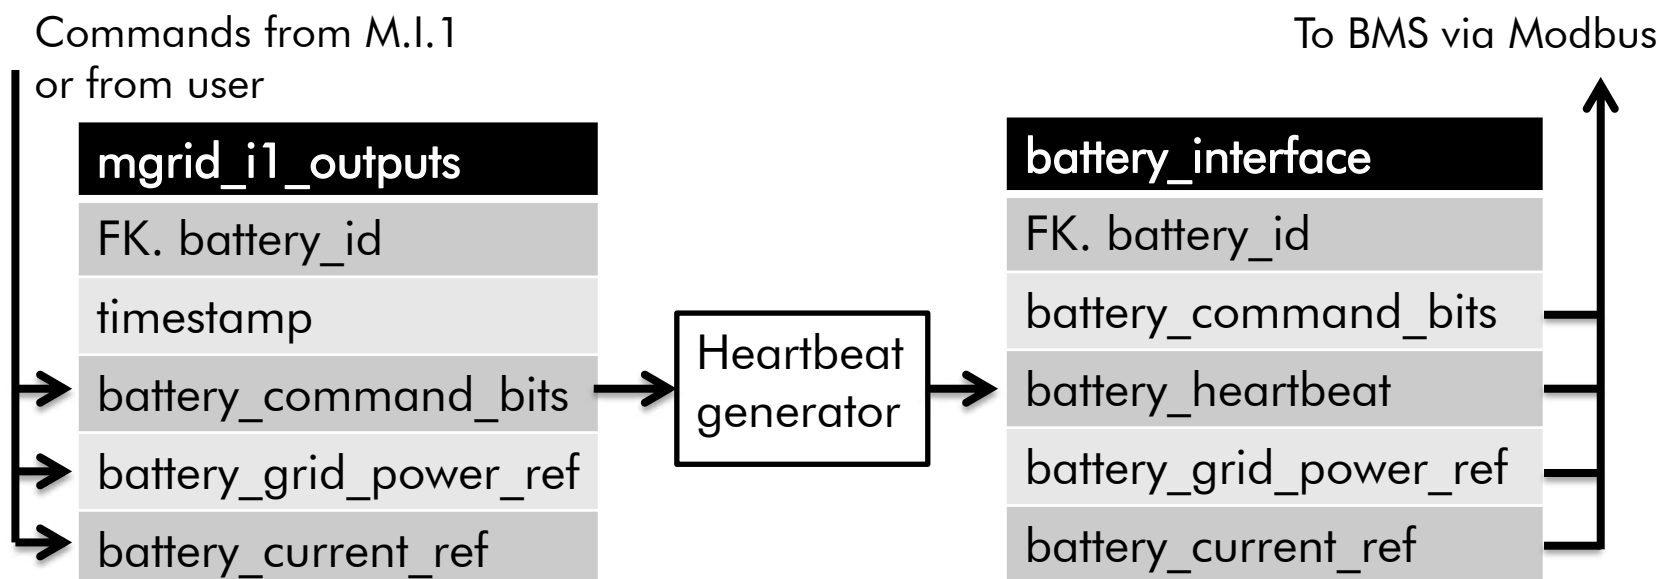 Commands from M.I.1
or from user
To BMS via Modbus
mgrid_i1_outputs
FK. battery_id
timestamp
battery_command_bits
battery_grid_power_ref
battery_current_ref
Heartbeat
generator
battery_interface
FK. battery_id
battery_command_bits
battery_heartbeat
battery_grid_power_ref
battery_current_ref